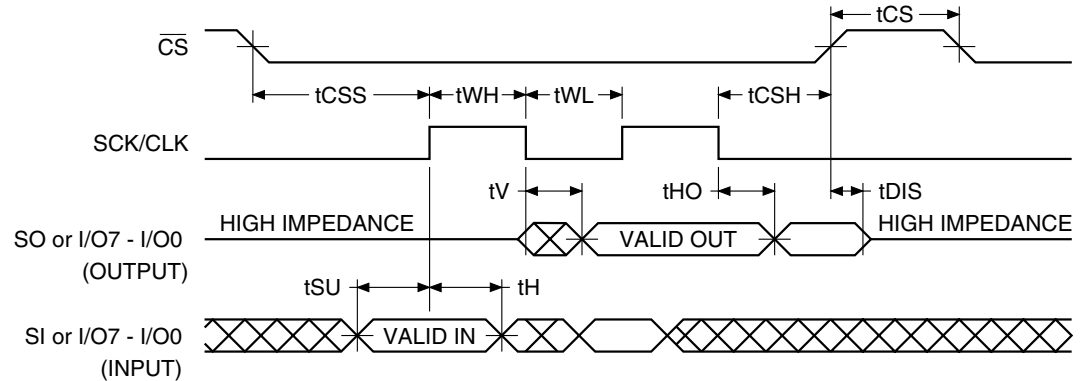 tCS
CS
tCSS
tWH
tWL
tCSH
SCK/CLK
tV
tHO
tDIS
HIGH IMPEDANCE
VALID OUT
HIGH IMPEDANCE
SO or I/O7 - I/O0
(OUTPUT)
tSU
tH
SI or I/O7 - I/O0
(INPUT)
VALID IN